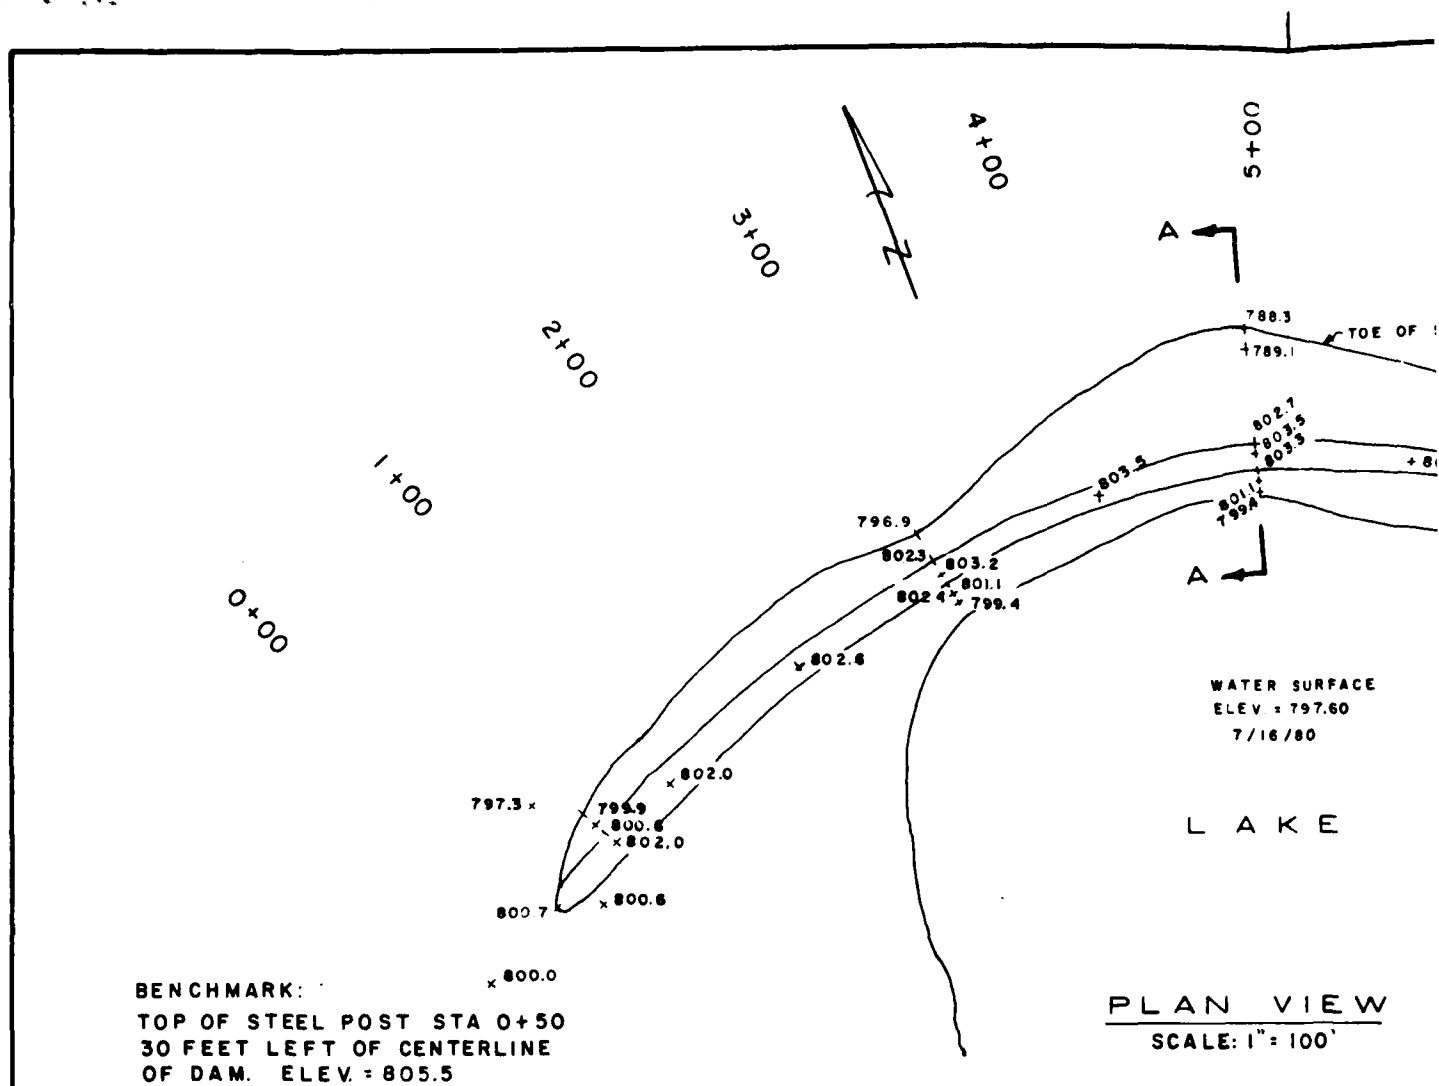 4+00
5+00
3+00
N
A
2+00
788.3
TOE OF
789.1
802.7
803.5
803.3
1+00
803.5
801.1
799.4
796.9
802.3
803.2
801.1
802.4
799.4
A
0+00
802.6
WATER SURFACE
ELEV. = 797.60
7/16/80
802.0
797.3
799.9
800.6
802.0
LAKE
800.7
800.6
800.0
BENCHMARK:
TOP OF STEEL POST STA 0+50
30 FEET LEFT OF CENTERLINE
OF DAM. ELEV. = 805.5
PLAN VIEW
SCALE: 1" = 100'